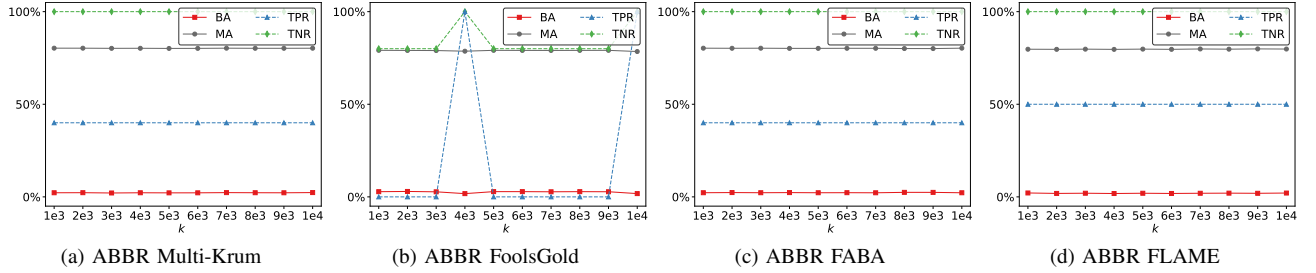 100%
50%
0%
BA
MA
TPR
TNR
1e3 2e3 3e3 4e3 5e3 6e3 7e3 8e3 9e3 1e4
k
(a) ABBR Multi-Krum
100%
50%
0%
BA
MA
TPR
TNR
1e3 2e3 3e3 4e3 5e3 6e3 7e3 8e3 9e3 1e4
k
(b) ABBR FoolsGold
100%
50%
0%
BA
MA
TPR
TNR
1e3 2e3 3e3 4e3 5e3 6e3 7e3 8e3 9e3 1e4
k
(c) ABBR FABA
100%
50%
0%
BA
MA
TPR
TNR
1e3 2e3 3e3 4e3 5e3 6e3 7e3 8e3 9e3 1e4
k
(d) ABBR FLAME